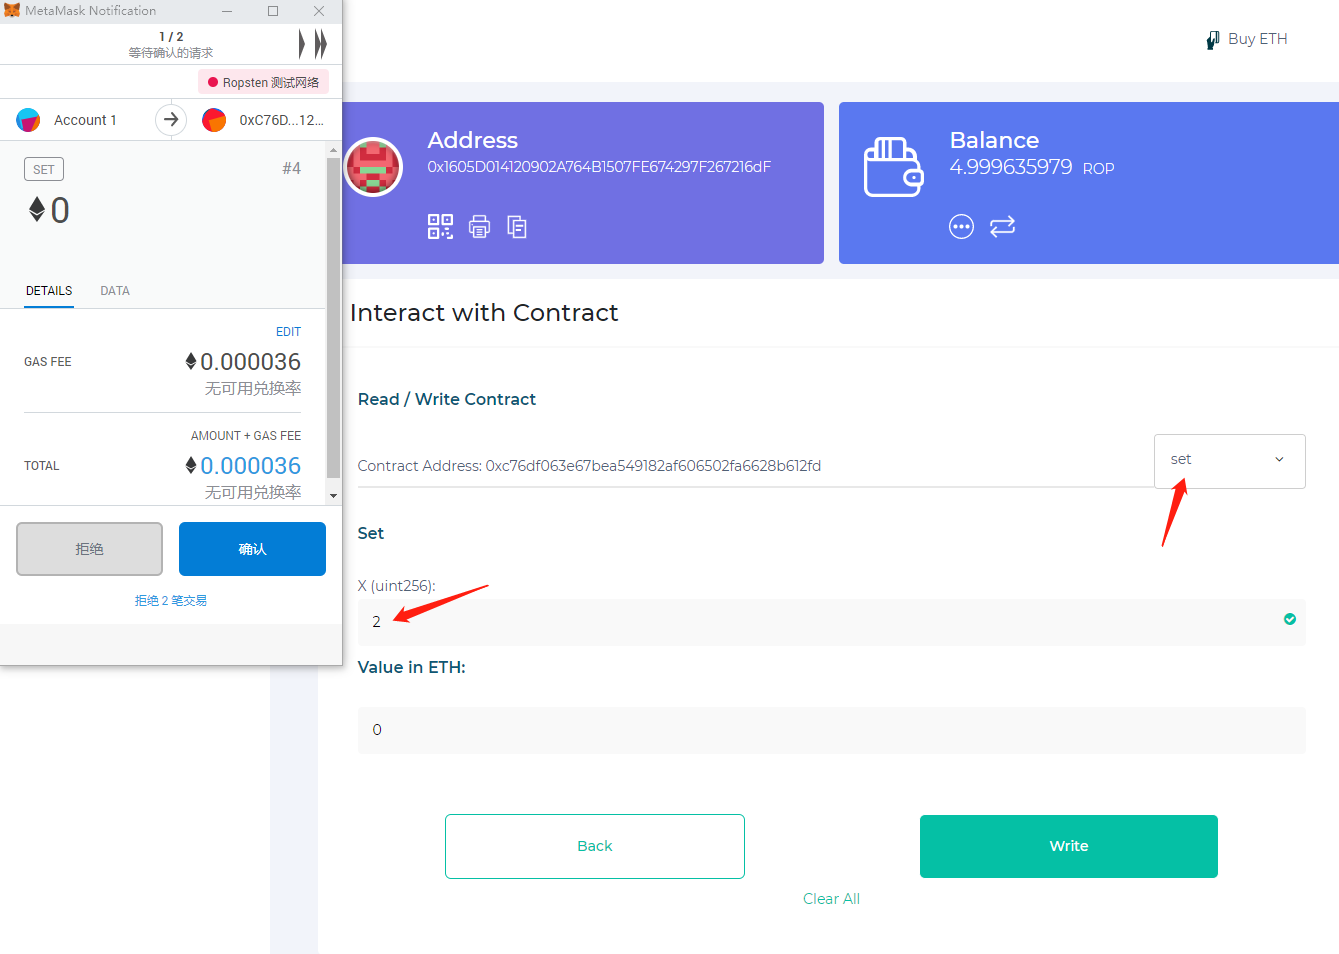 MetaMask Notification
1 / 2
等待确认的请求
Ropsten 测试网络
Account 1
0xC76D...12...
SET
#4
0
DETAILS
DATA
EDIT
GAS FEE
0.000036
无可用兑换率
AMOUNT + GAS FEE
TOTAL
0.000036
无可用兑换率
拒绝
确认
拒绝 2 笔交易
Buy ETH
Address
0x1605D014120902A764B1507FE674297F267216dF
Balance
4.999635979 ROP
Interact with Contract
Read / Write Contract
Contract Address: 0xc76df063e67bea549182af606502fa6628b612fd
set
Set
X (uint256):
2
Value in ETH:
0
Back
Write
Clear All